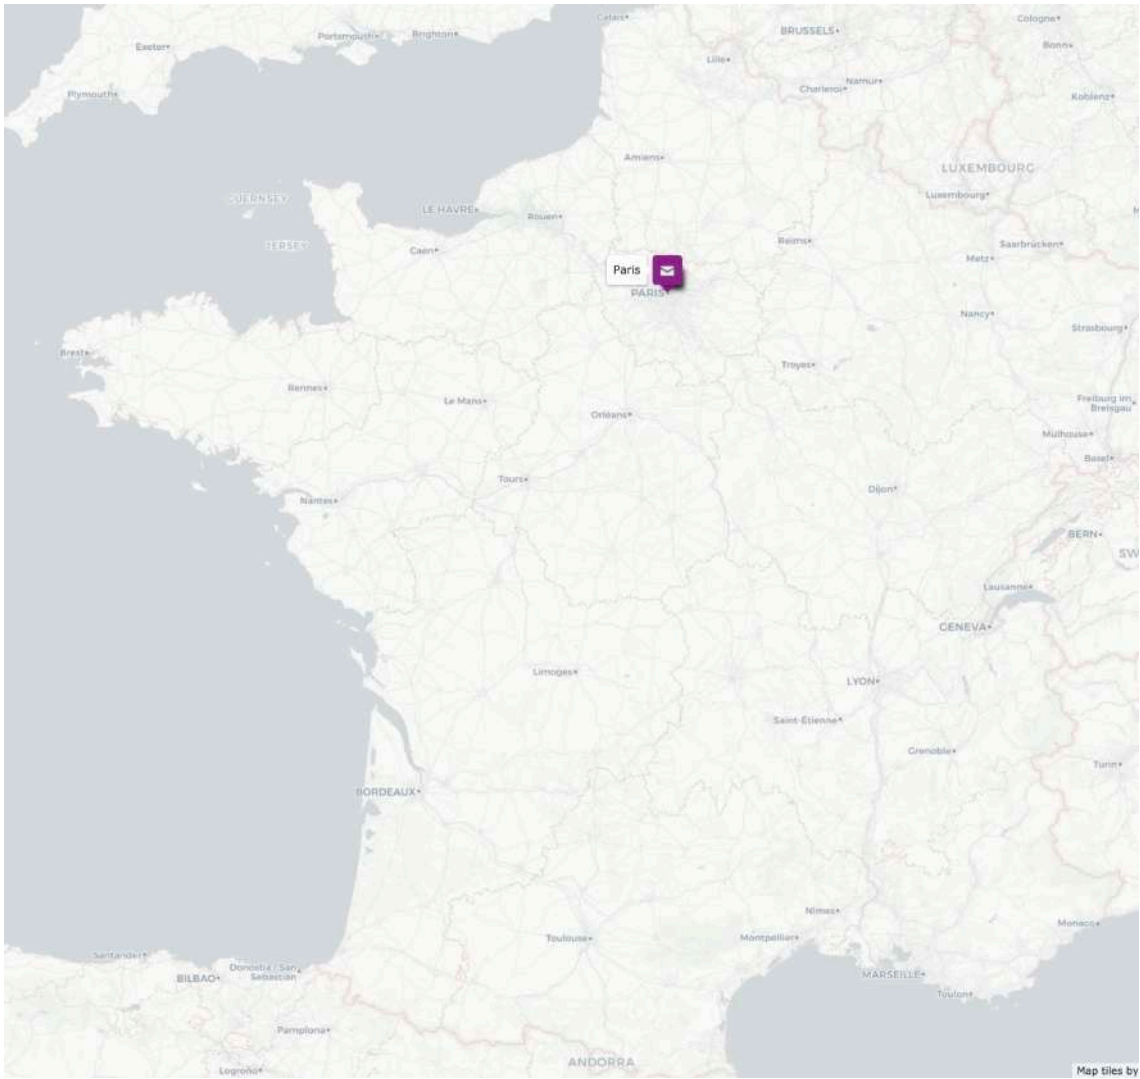 Calais
Cologne
BRUSSELS
Portsmouth
Brighton
Exeter
Bonn
Lille
Namur
Charleroi
Plymouth
Koblenz
Amiens
LUXEMBOURG
Luxembourg
GUERNSEY
LE HAVRE
Rouen
JERSEY
Caen
Reims
Saarbrücken
Metz
Paris
PARIS
Nancy
Strasbourg
Brest
Troyes
Rennes
Le Mans
Freiburg im
Breisgau
Orléans
Mulhouse
Basel
Tours
Dijon
Nantes
BERN
SW
Lausanne
GENEVA
Limoges
LYON
Saint-Étienne
Grenoble
Turin
BORDEAUX
Nîmes
Monaco
Toulouse
Montpellier
Santander
BILBAO
Donostia / San
Sebastián
MARSEILLE
Toulon
Pamplona
ANDORRA
Logroño
Map tiles by